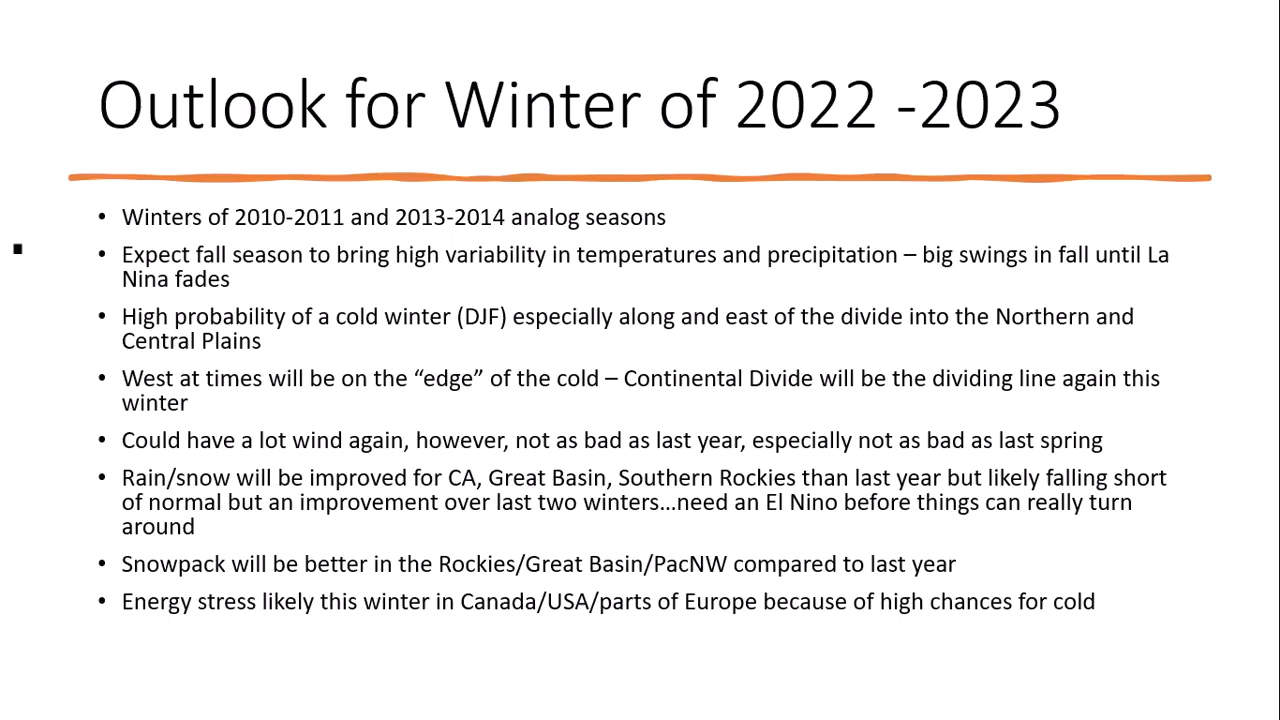 Outlook for Winter of 2022 -2023
• Winters of 2010-2011 and 2013-2014 analog seasons
• Expect fall season to bring high variability in temperatures and precipitation – big swings in fall until La
Nina fades
• High probability of a cold winter (DJF) especially along and east of the divide into the Northern and
Central Plains
• West at times will be on the “edge” of the cold – Continental Divide will be the dividing line again this
winter
• Could have a lot wind again, however, not as bad as last year, especially not as bad as last spring
• Rain/snow will be improved for CA, Great Basin, Southern Rockies than last year but likely falling short
of normal but an improvement over last two winters...need an El Nino before things can really turn
around
• Snowpack will be better in the Rockies/Great Basin/PacNW compared to last year
• Energy stress likely this winter in Canada/USA/parts of Europe because of high chances for cold